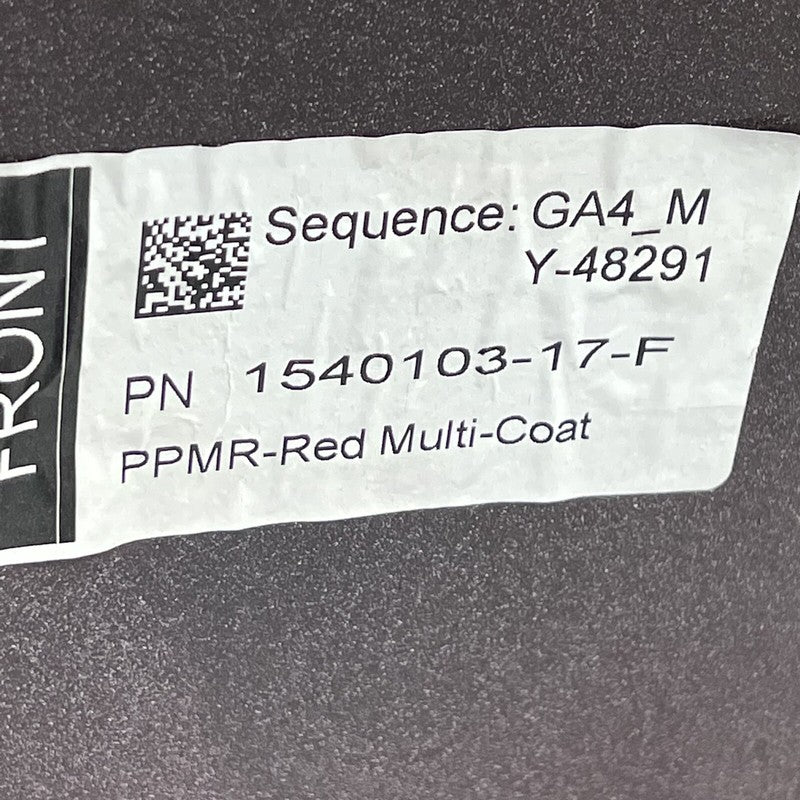 FRONT
Sequence: GA4_M
Y-48291
PN 1540103-17-F
PPMR-Red Multi-Coat